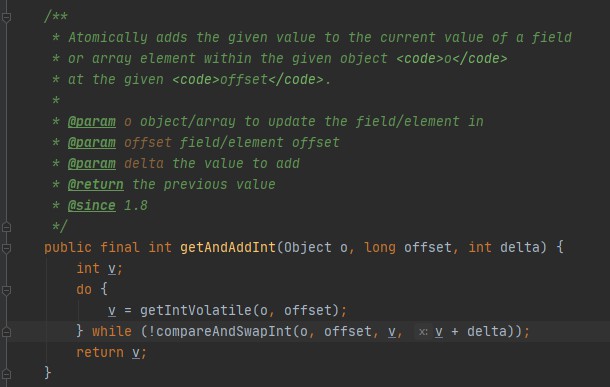 /**
 * Atomically adds the given value to the current value of a field
 * or array element within the given object <code>o</code>
 * at the given <code>offset</code>.
 *
 * @param o object/array to update the field/element in
 * @param offset field/element offset
 * @param delta the value to add
 * @return the previous value
 * @since 1.8
 */
public final int getAndAddInt(Object o, long offset, int delta) {
    int v;
    do {
        v = getIntVolatile(o, offset);
    } while (!compareAndSwapInt(o, offset, v, x: v + delta));
    return v;
}